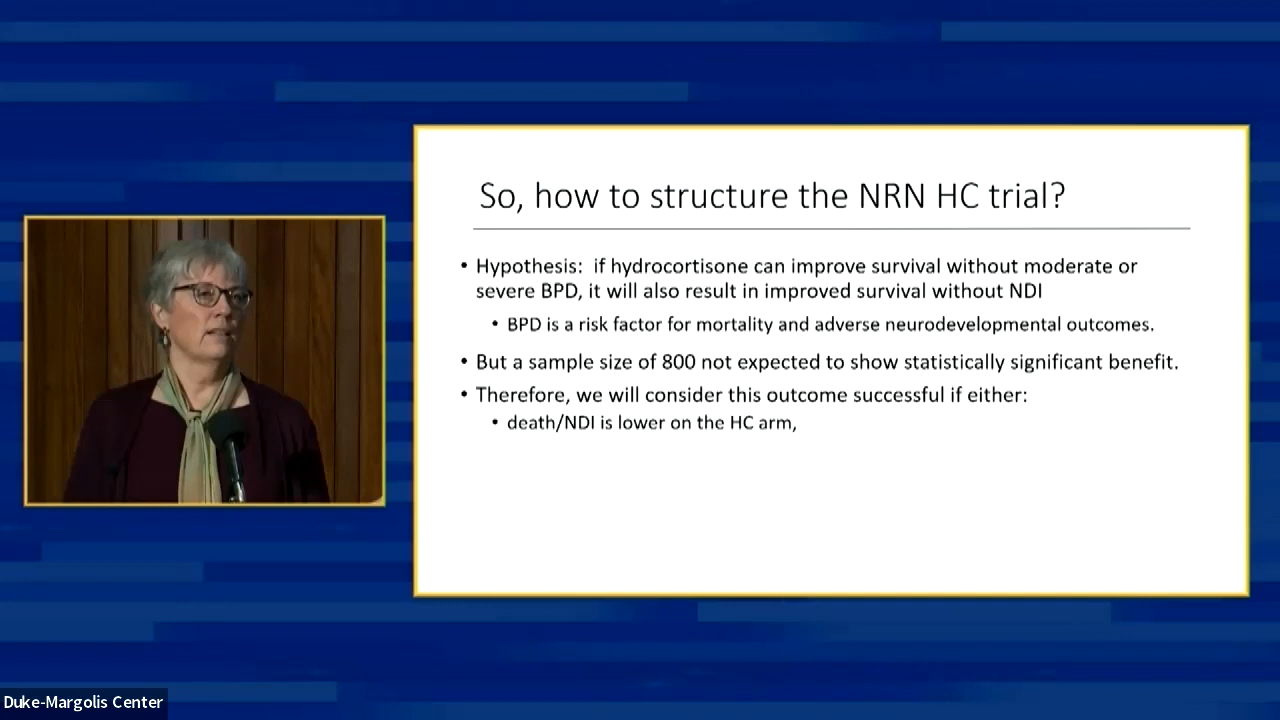 So, how to structure the NRN HC trial?
• Hypothesis: if hydrocortisone can improve survival without moderate or
severe BPD, it will also result in improved survival without NDI
• BPD is a risk factor for mortality and adverse neurodevelopmental outcomes.
• But a sample size of 800 not expected to show statistically significant benefit.
• Therefore, we will consider this outcome successful if either:
• death/NDI is lower on the HC arm,
Duke-Margolis Center